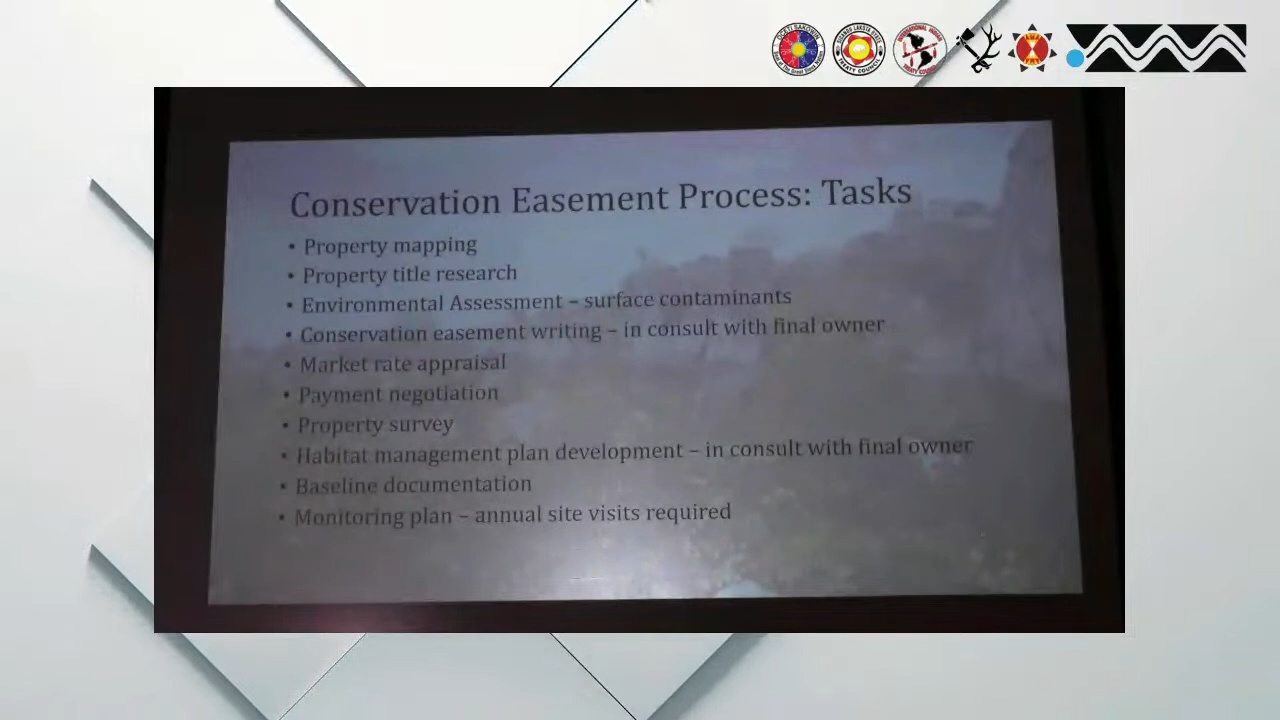 Conservation Easement Process: Tasks
• Property mapping
• Property title research
• Environmental Assessment – surface contaminants
• Conservation easement writing – in consult with final owner
• Market rate appraisal
• Payment negotiation
• Property survey
• Habitat management plan development – in consult with final owner
• Baseline documentation
• Monitoring plan – annual site visits required